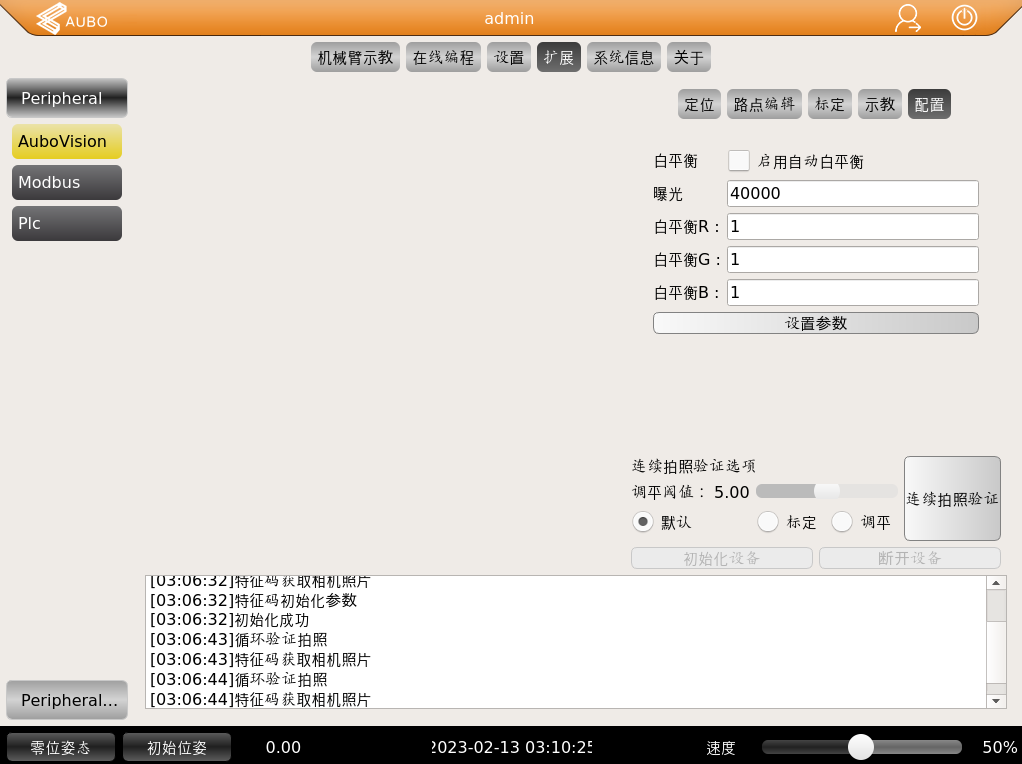 AUBO
admin
机械臂示教 在线编程 设置 扩展 系统信息 关于
Peripheral
AuboVision
Modbus
Plc
定位 路点编辑 标定 示教 配置
白平衡 启用自动白平衡
曝光 40000
白平衡R： 1
白平衡G： 1
白平衡B： 1
设置参数
连续拍照验证选项
调平阈值： 5.00
默认 标定 调平
连续拍照验证
初始化设备 断开设备
[03:06:32]特征码获取相机照片
[03:06:32]特征码初始化参数
[03:06:32]初始化成功
[03:06:43]循环验证拍照
[03:06:43]特征码获取相机照片
[03:06:44]循环验证拍照
[03:06:44]特征码获取相机照片
Peripheral...
零位姿态 初始位姿 0.00 2023-02-13 03:10:25 速度 50%